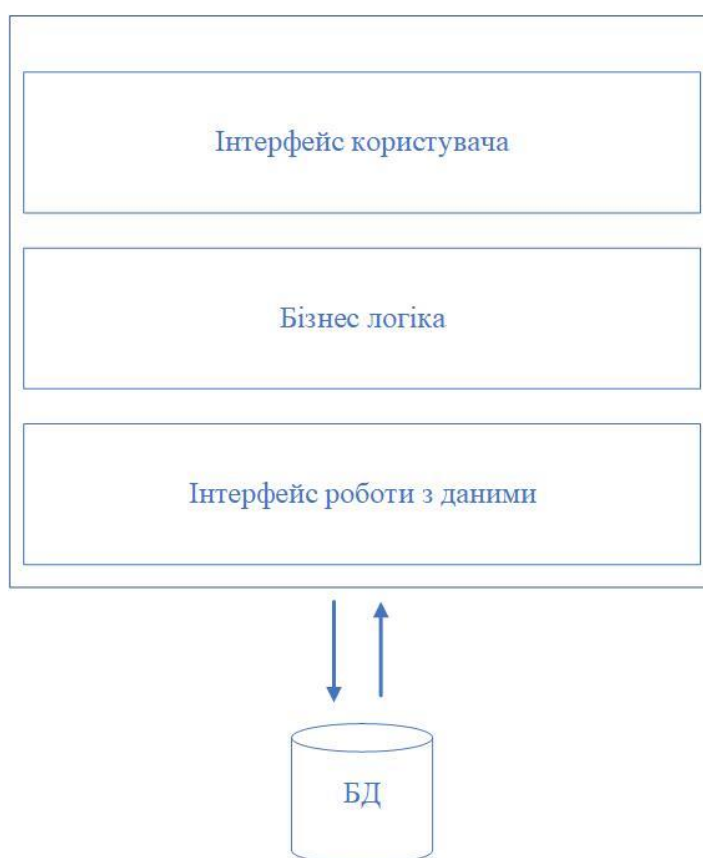 Інтерфейс користувача
Бізнес логіка
Інтерфейс роботи з даними
БД